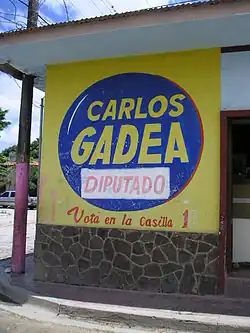 CARLOS
GADEA
DIPUTADO
Vota en la Casilla 1